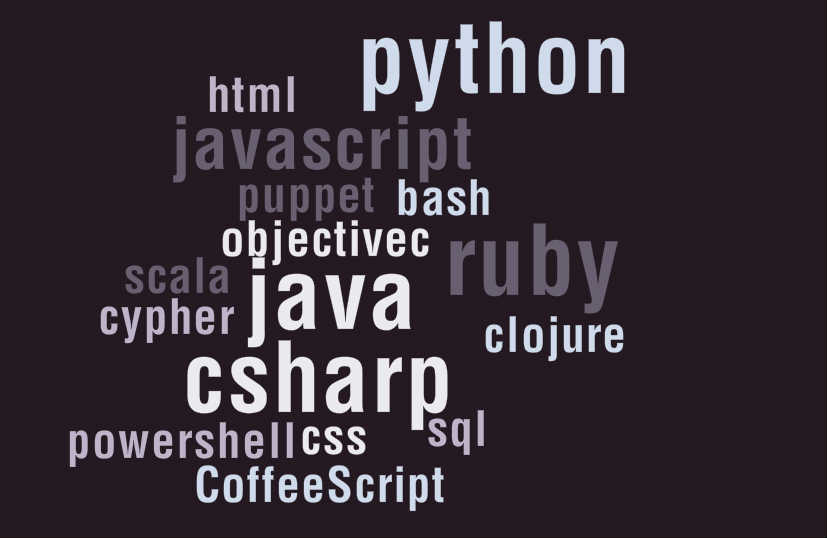 python
html
javascript
puppet
bash
objectivec
ruby
scala
java
cypher
clojure
csharp
powershell
css
sql
CoffeeScript